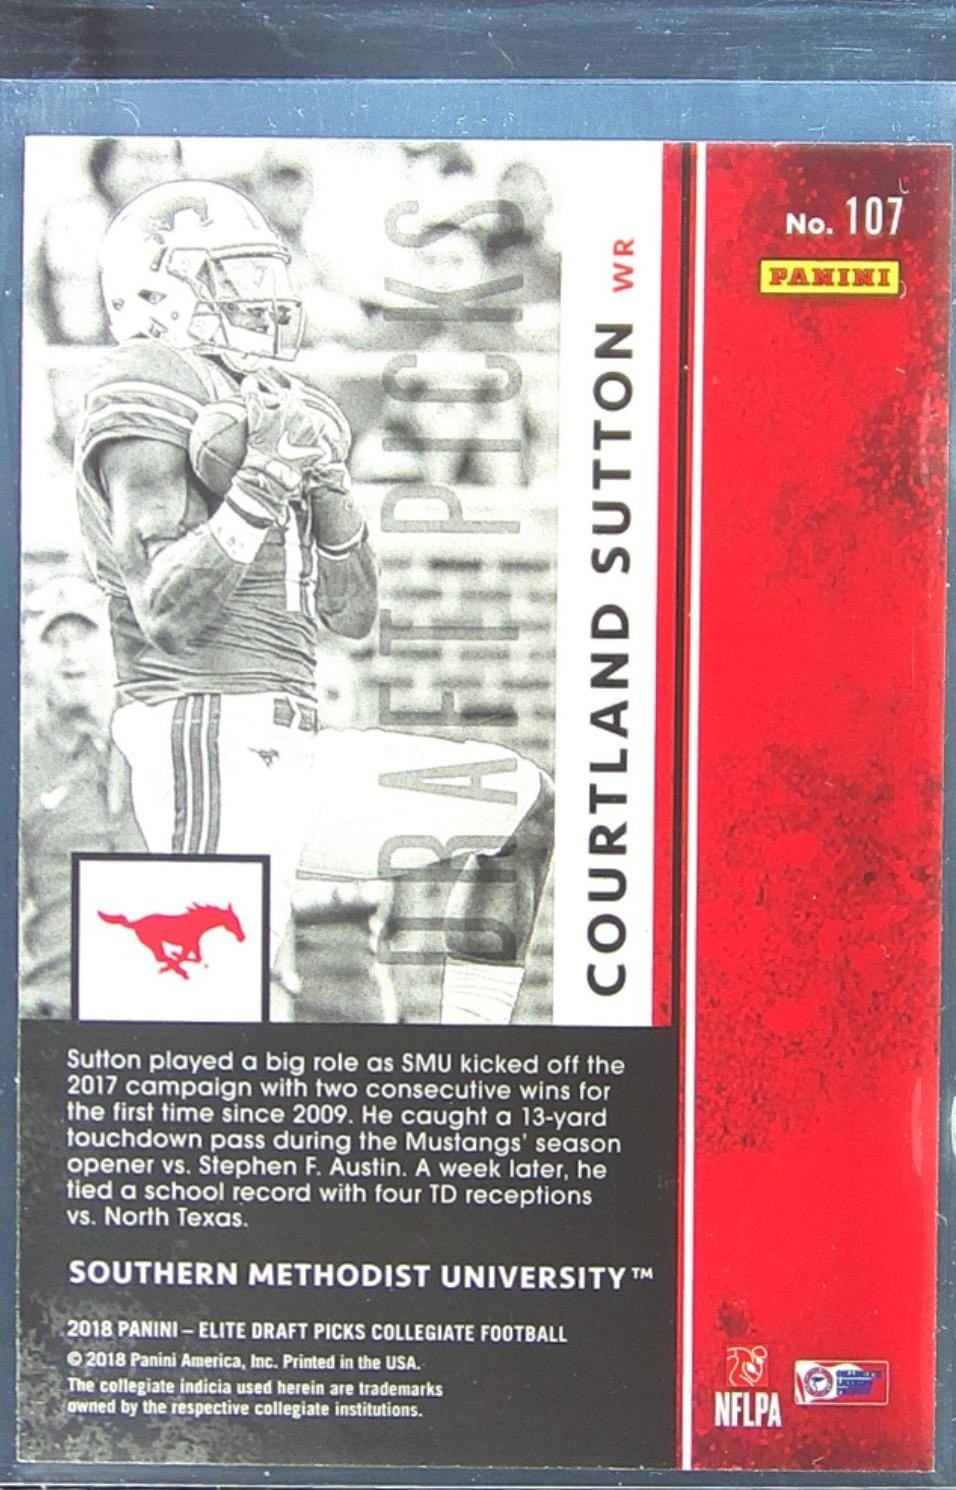 No. 107
PANINI
DRAFT PICKS
COURTLAND SUTTON WR
Sutton played a big role as SMU kicked off the
2017 campaign with two consecutive wins for
the first time since 2009. He caught a 13-yard
touchdown pass during the Mustangs' season
opener vs. Stephen F. Austin. A week later, he
tied a school record with four TD receptions
vs. North Texas.
SOUTHERN METHODIST UNIVERSITY™
2018 PANINI – ELITE DRAFT PICKS COLLEGIATE FOOTBALL
© 2018 Panini America, Inc. Printed in the USA.
The collegiate indicia used herein are trademarks
owned by the respective collegiate institutions.
NFLPA